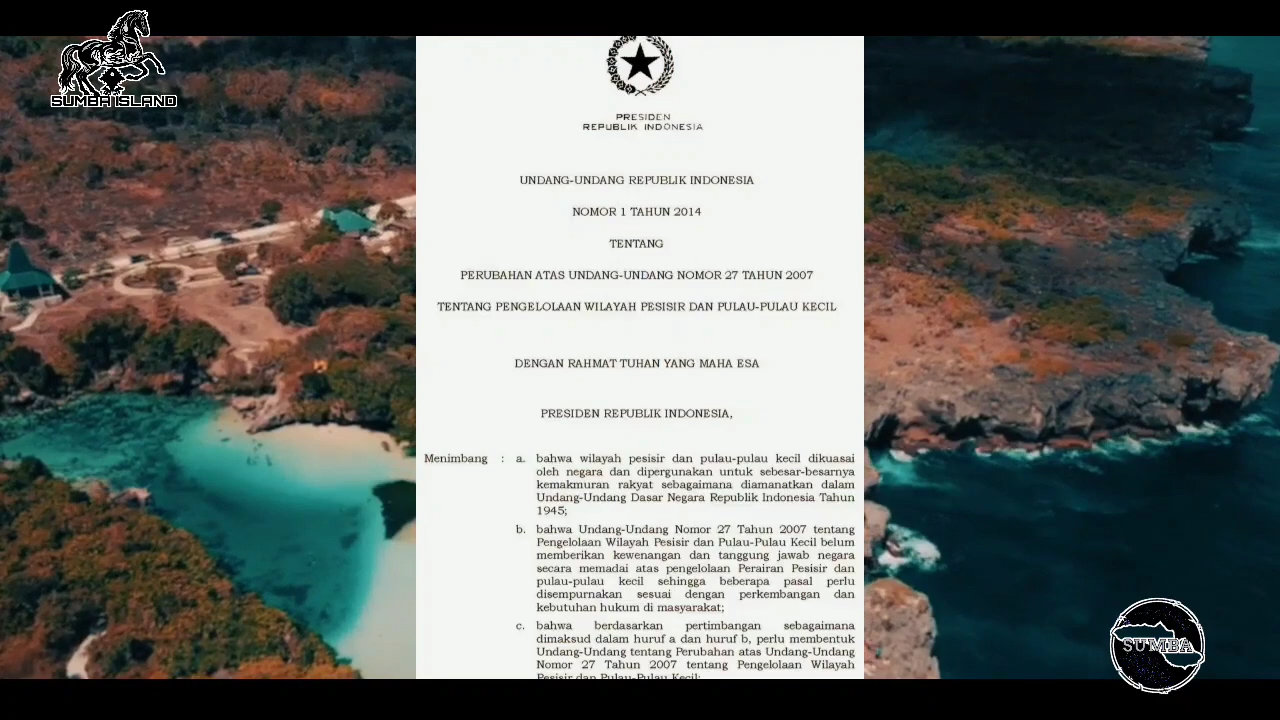 SUMBA ISLAND
PRESIDEN
REPUBLIK INDONESIA
UNDANG-UNDANG REPUBLIK INDONESIA
NOMOR 1 TAHUN 2014
TENTANG
PERUBAHAN ATAS UNDANG-UNDANG NOMOR 27 TAHUN 2007
TENTANG PENGELOLAAN WILAYAH PESISIR DAN PULAU-PULAU KECIL
DENGAN RAHMAT TUHAN YANG MAHA ESA
PRESIDEN REPUBLIK INDONESIA,
Menimbang : a. bahwa wilayah pesisir dan pulau-pulau kecil dikuasai
oleh negara dan dipergunakan untuk sebesar-besarnya
kemakmuran rakyat sebagaimana diamanatkan dalam
Undang-Undang Dasar Negara Republik Indonesia Tahun
1945;
b. bahwa Undang-Undang Nomor 27 Tahun 2007 tentang
Pengelolaan Wilayah Pesisir dan Pulau-Pulau Kecil belum
memberikan kewenangan dan tanggung jawab negara
secara memadai atas pengelolaan Perairan Pesisir dan
pulau-pulau kecil sehingga beberapa pasal perlu
disempurnakan sesuai dengan perkembangan dan
kebutuhan hukum di masyarakat;
c. bahwa berdasarkan pertimbangan sebagaimana
dimaksud dalam huruf a dan huruf b, perlu membentuk
Undang-Undang tentang Perubahan atas Undang-Undang
Nomor 27 Tahun 2007 tentang Pengelolaan Wilayah
Pesisir dan Pulau-Pulau Kecil;
SUMBA